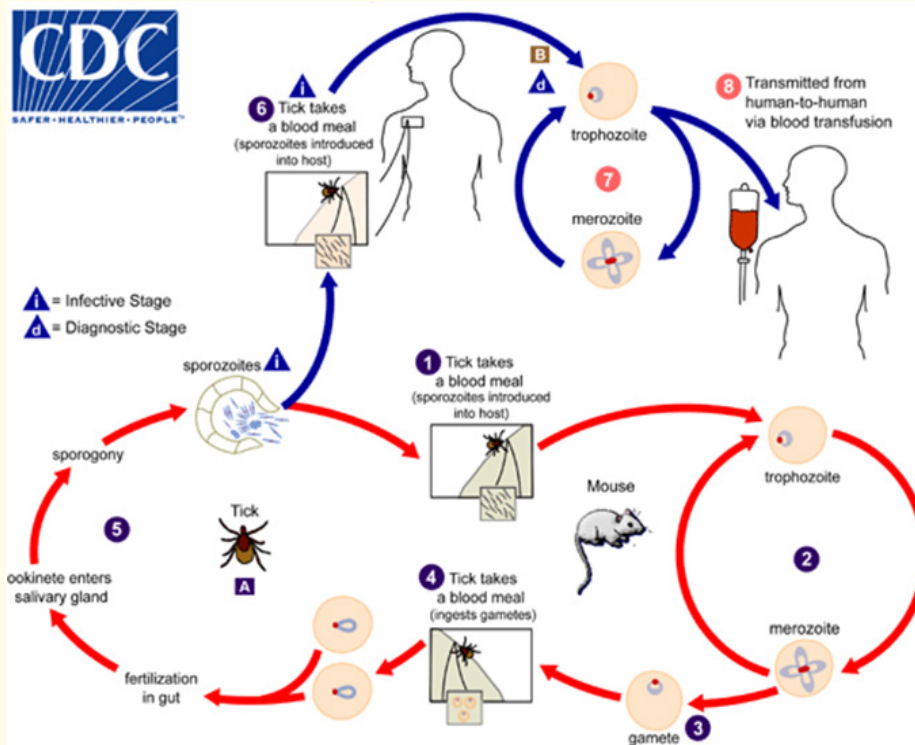 CDC
SAFER • HEALTHIER • PEOPLE™
i
6 Tick takes
a blood meal
(sporozoites introduced
into host)
B
d
trophozoite
7
merozoite
8 Transmitted from
human-to-human
via blood transfusion
i = Infective Stage
d = Diagnostic Stage
sporozoites i
1 Tick takes
a blood meal
(sporozoites introduced
into host)
trophozoite
sporogony
5
Tick
A
Mouse
2
ookinete enters
salivary gland
4 Tick takes
a blood meal
(ingests gametes)
merozoite
fertilization
in gut
gamete
3